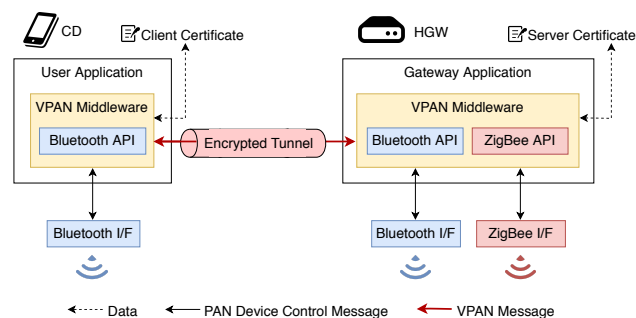 CD
Client Certificate
HGW
Server Certificate
User Application
Gateway Application
VPAN Middleware
VPAN Middleware
Bluetooth API
Encrypted Tunnel
Bluetooth API
ZigBee API
Bluetooth I/F
Bluetooth I/F
ZigBee I/F
Data
PAN Device Control Message
VPAN Message